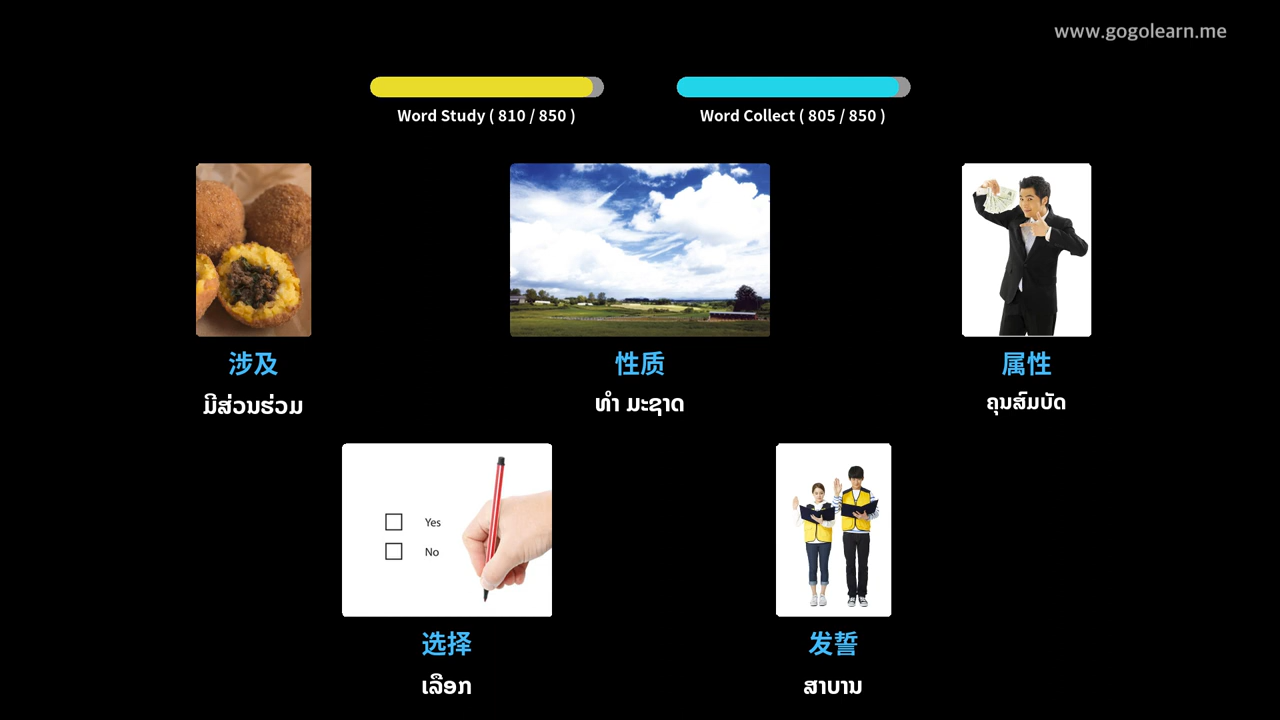 www.gogolearn.me
Word Study ( 810 / 850 )
Word Collect ( 805 / 850 )
涉及
ມີສ່ວນຮ່ວມ
性质
ທໍາ ມະຊາດ
属性
ຄຸນສົມບັດ
Yes
No
选择
ເລືອກ
发誓
ສາບານ